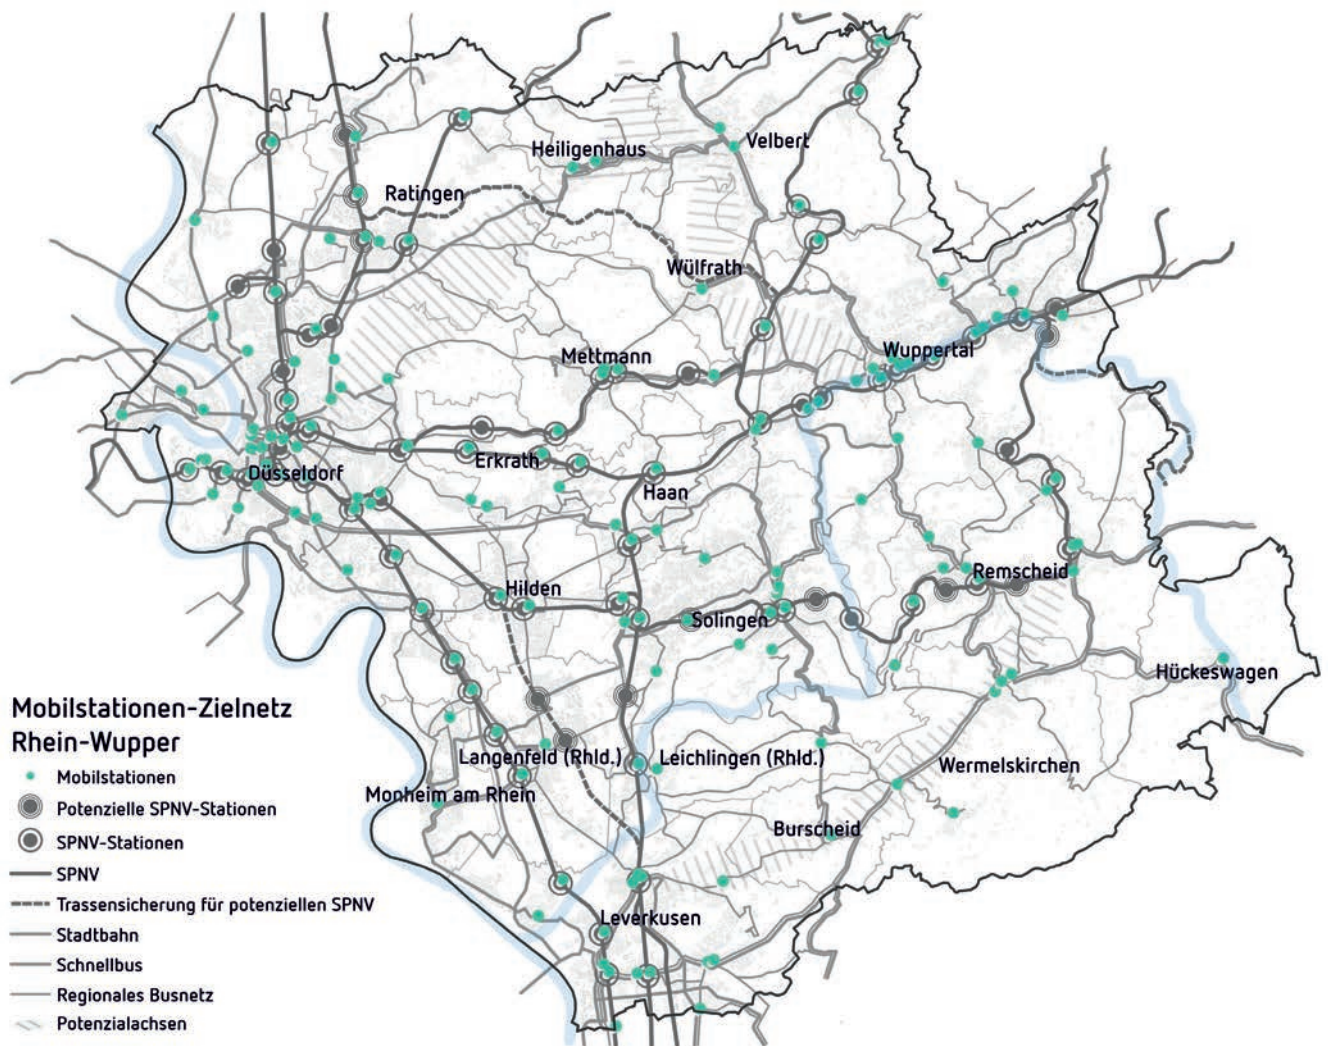 Velbert
Heiligenhaus
Ratingen
Wülfrath
Wuppertal
Mettmann
Erkrath
Düsseldorf
Haan
Remscheid
Hilden
Solingen
Hückeswagen
Mobilstationen-Zielnetz
Rhein-Wupper
Mobilstationen
Potenzielle SPNV-Stationen
SPNV-Stationen
SPNV
Trassensicherung für potenziellen SPNV
Stadtbahn
Schnellbus
Regionales Busnetz
Potenzialachsen
Langenfeld (Rhld.)
Leichlingen (Rhld.)
Wermelskirchen
Monheim am Rhein
Burscheid
Leverkusen